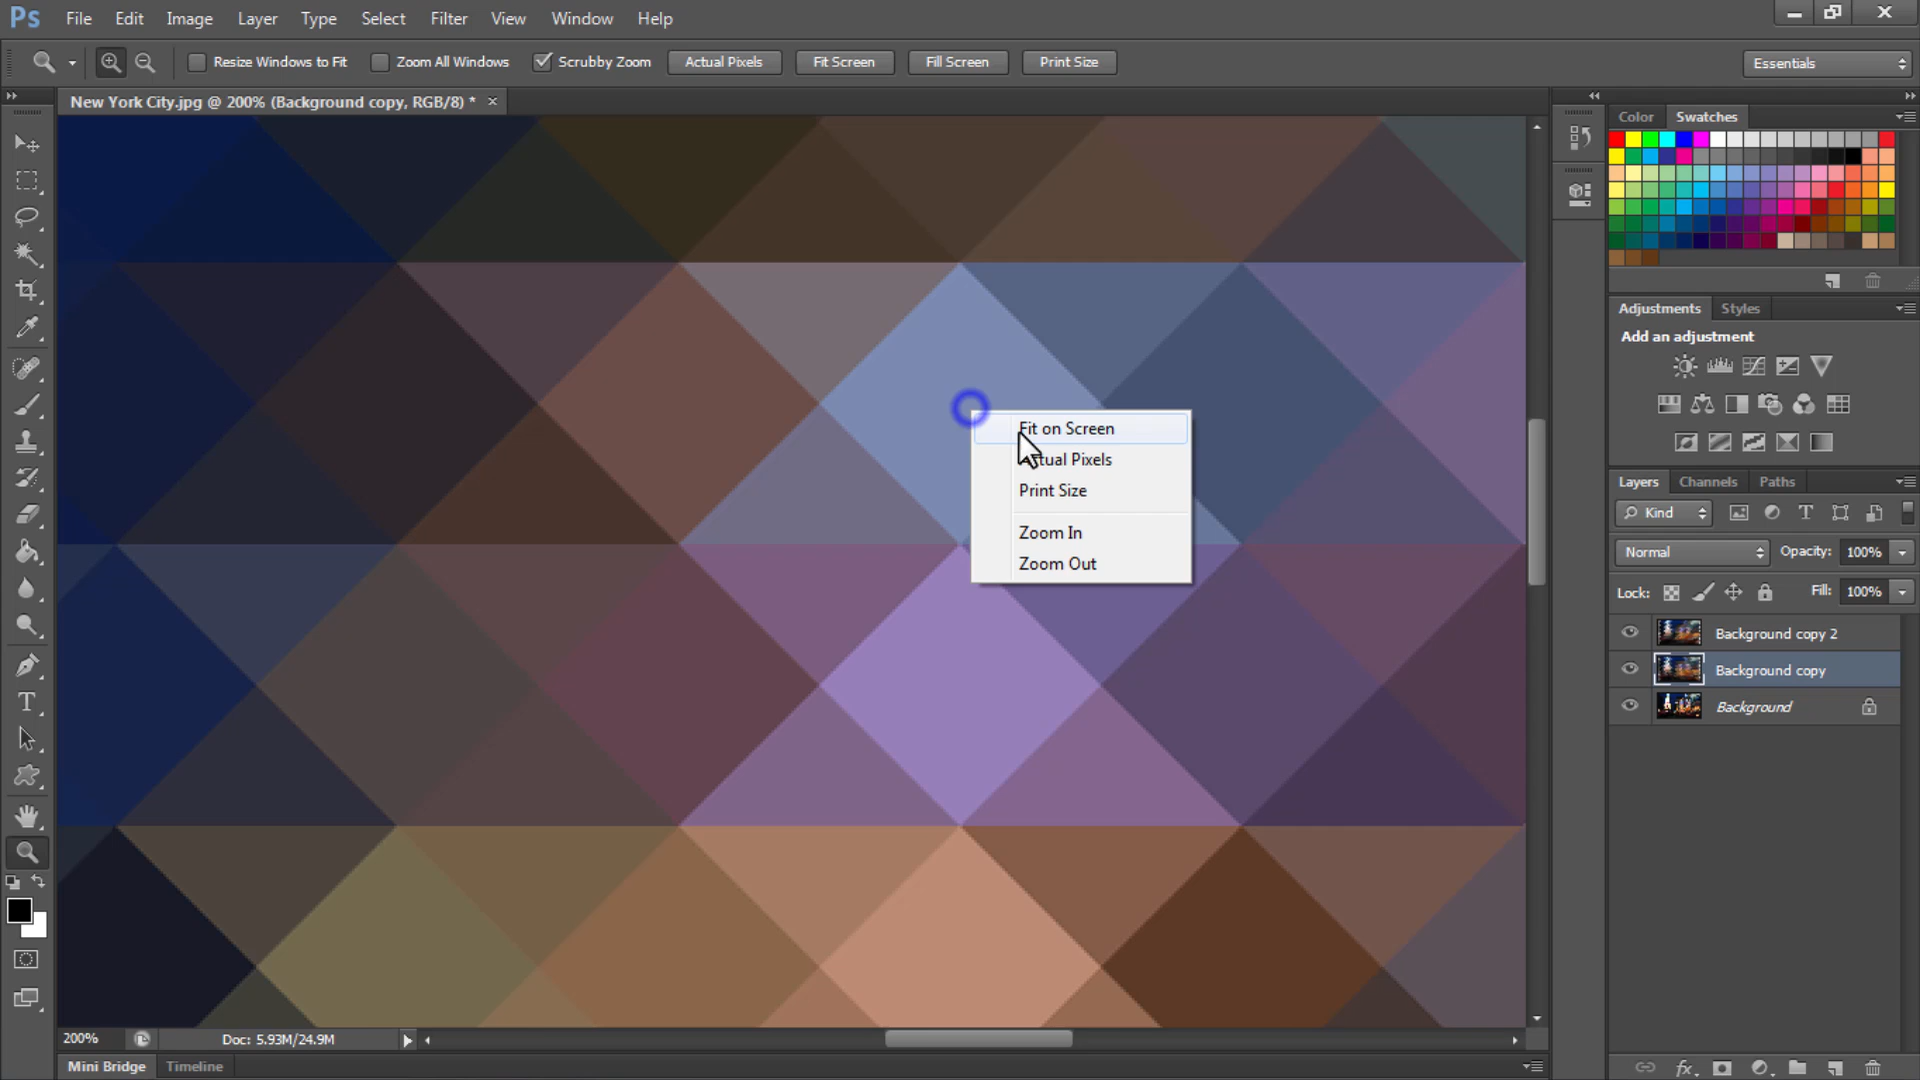 Ps File Edit Image Layer Type Select Filter View Window Help
Resize Windows to Fit Zoom All Windows Scrubby Zoom Actual Pixels Fit Screen Fill Screen Print Size Essentials
New York City.jpg @ 200% (Background copy, RGB/8) *
Color Swatches
Adjustments Styles
Add an adjustment
Fit on Screen
Actual Pixels
Print Size
Zoom In
Zoom Out
Layers Channels Paths
Kind
Normal Opacity: 100%
Lock: Fill: 100%
Background copy 2
Background copy
Background
200% Doc: 5.93M/24.9M
Mini Bridge Timeline